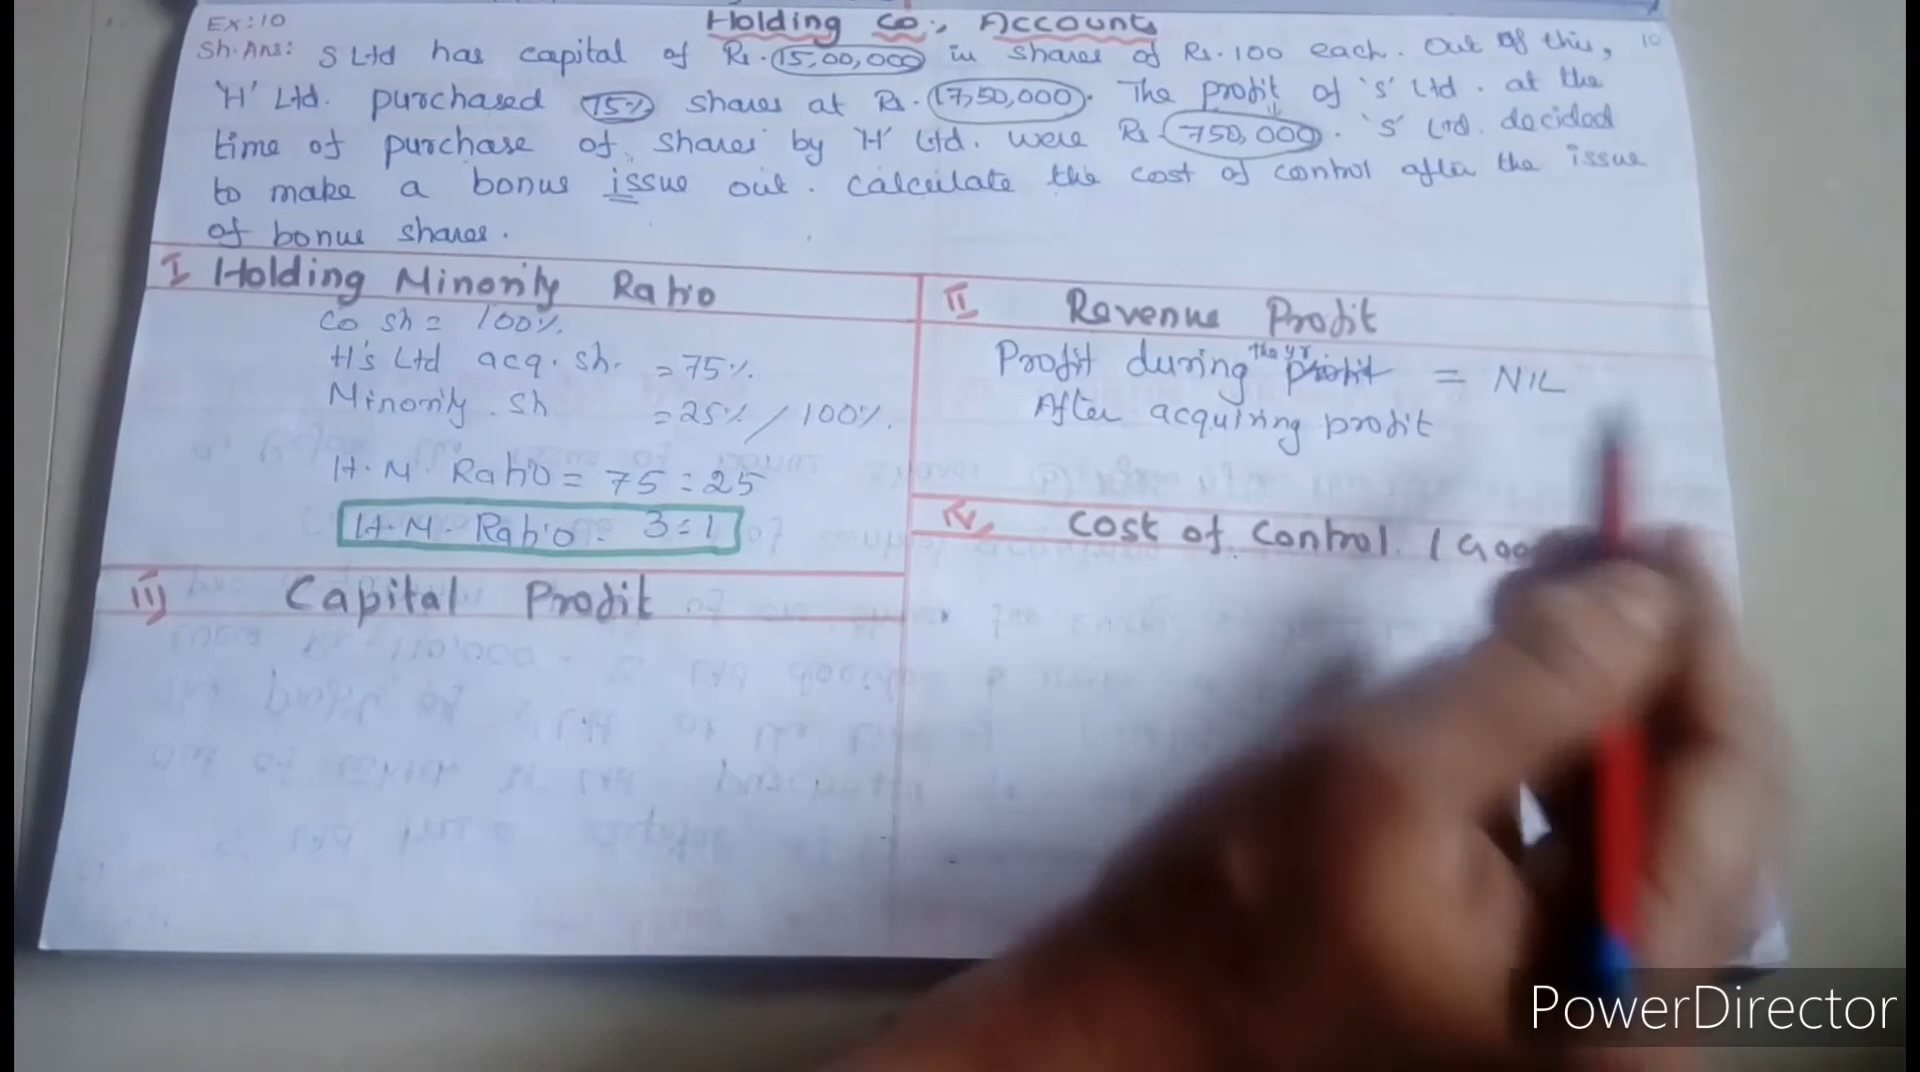 Holding Co., Accounts
Ex:10
Sh.Ans: S Ltd has capital of Rs. 15,00,000 in shares of Rs. 100 each. Out of this, 10
'H' Ltd. purchased 75% shares at Rs. 17,50,000. The profit of 'S' Ltd. at the
time of purchase of shares by 'H' Ltd. were Rs. 750,000. 'S' Ltd. decided
to make a bonus issue out. Calculate the cost of control after the issue
of bonus shares.
I Holding Minority Ratio
Co sh = 100%.
H's Ltd acq. sh. = 75%.
Minority. sh = 25% / 100%.
H.M. Ratio = 75:25
H.M. Ratio = 3:1
II Revenue Profit
Profit during the yr profit = NIL
After acquiring profit
III Capital Profit
IV Cost of Control
PowerDirector